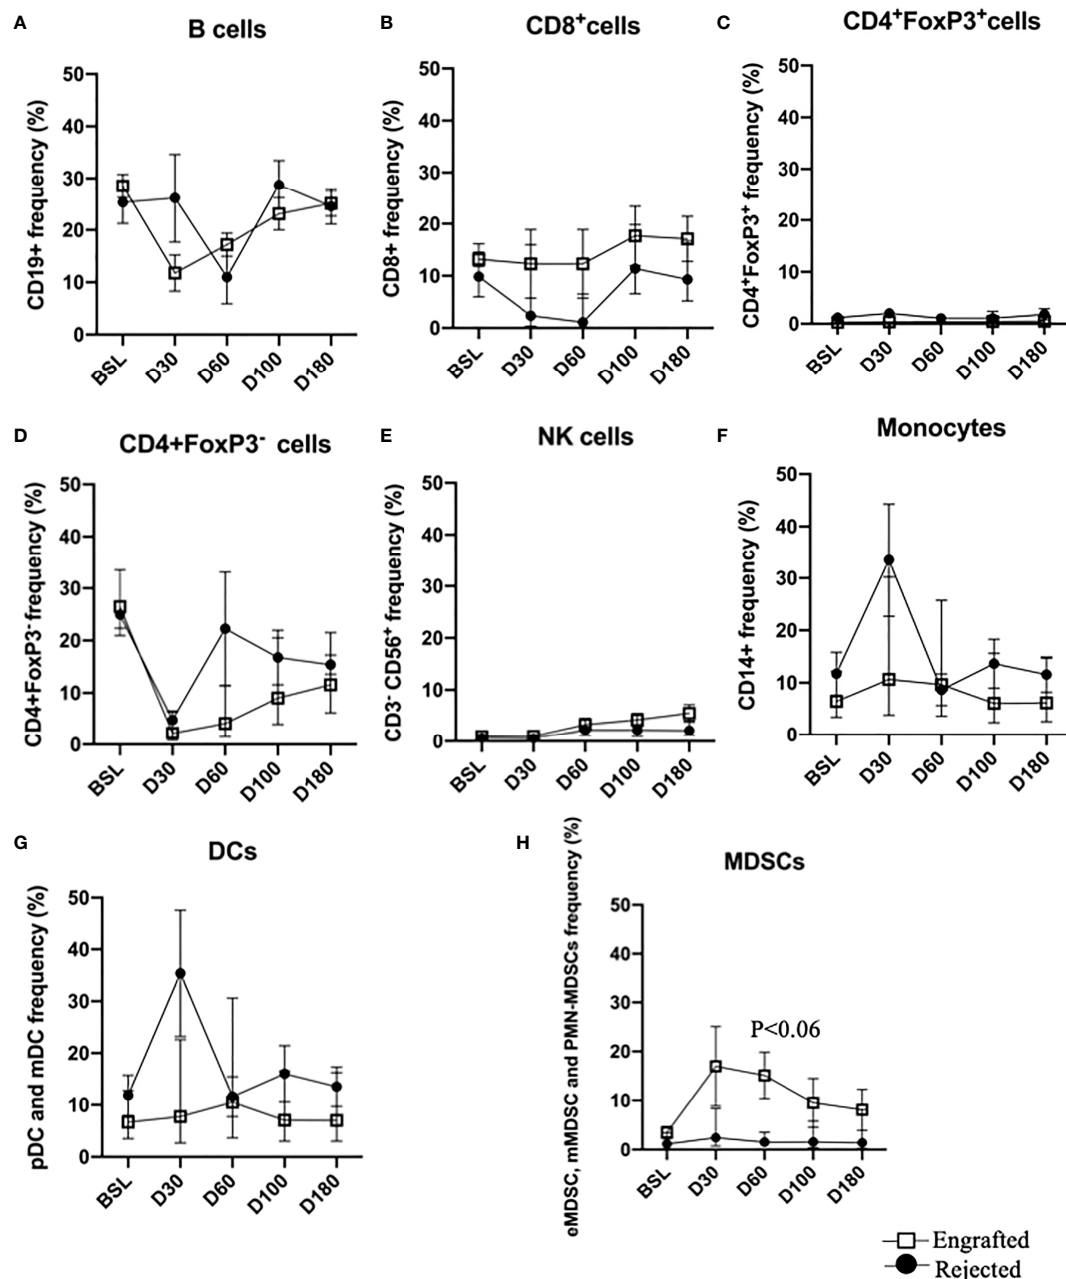 A
B cells
CD19+ frequency (%)
50
40
30
20
10
0
BSL
D30
D60
D100
D180
B
CD8⁺cells
CD8+ frequency (%)
50
40
30
20
10
0
BSL
D30
D60
D100
D180
C
CD4⁺FoxP3⁺cells
CD4⁺FoxP3⁺ frequency (%)
50
40
30
20
10
0
BSL
D30
D60
D100
D180
D
CD4+FoxP3⁻ cells
CD4+FoxP3⁻ frequency (%)
50
40
30
20
10
0
BSL
D30
D60
D100
D180
E
NK cells
CD3⁻ CD56⁺ frequency (%)
50
40
30
20
10
0
BSL
D30
D60
D100
D180
F
Monocytes
CD14+ frequency (%)
50
40
30
20
10
0
BSL
D30
D60
D100
D180
G
DCs
pDC and mDC frequency (%)
50
40
30
20
10
0
BSL
D30
D60
D100
D180
H
MDSCs
eMDSC, mMDSC and PMN-MDSCs frequency (%)
50
40
30
20
10
0
P<0.06
BSL
D30
D60
D100
D180
Engrafted
Rejected